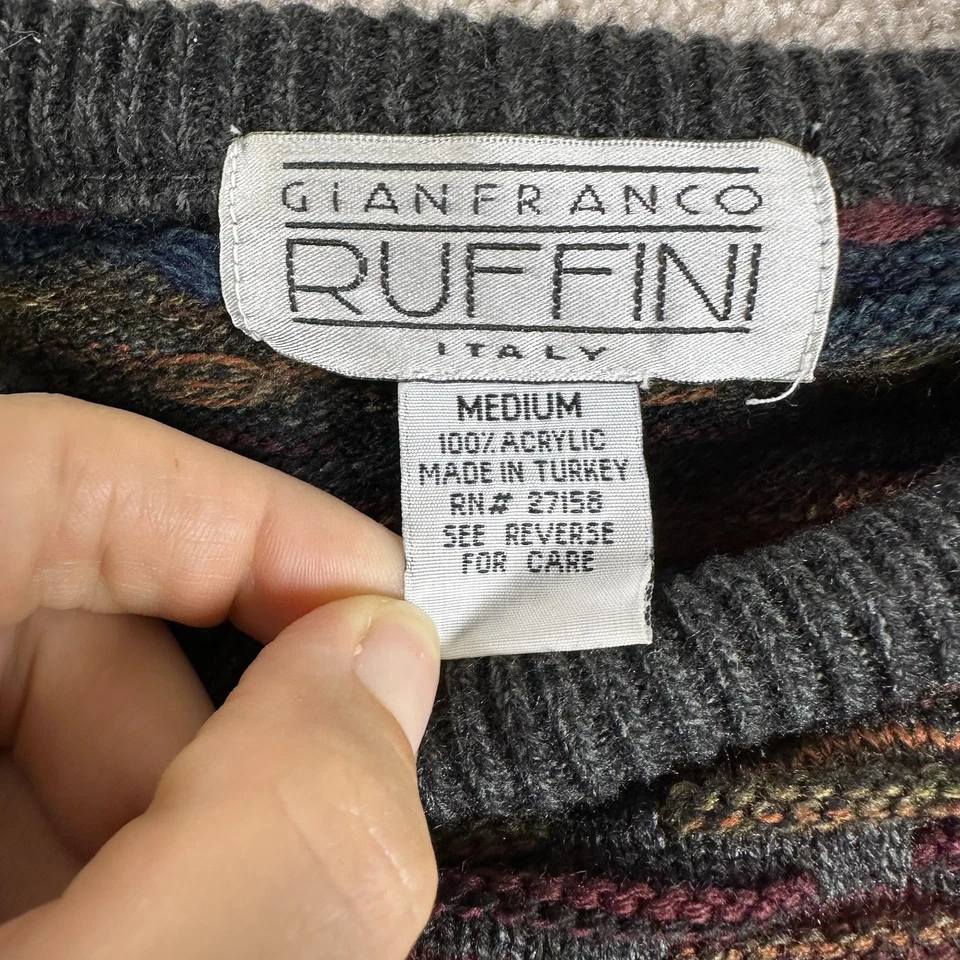 GiANFRANCO
RUFFINI
ITALY
MEDIUM
100% ACRYLIC
MADE IN TURKEY
RN# 27158
SEE REVERSE
FOR CARE